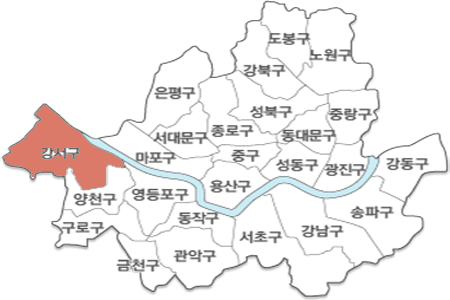 도봉구
노원구
강북구
은평구
성북구
중랑구
서대문구
종로구
동대문구
강서구
마포구
중구
성동구
광진구
강동구
양천구
영등포구
용산구
송파구
구로구
동작구
서초구
강남구
금천구
관악구